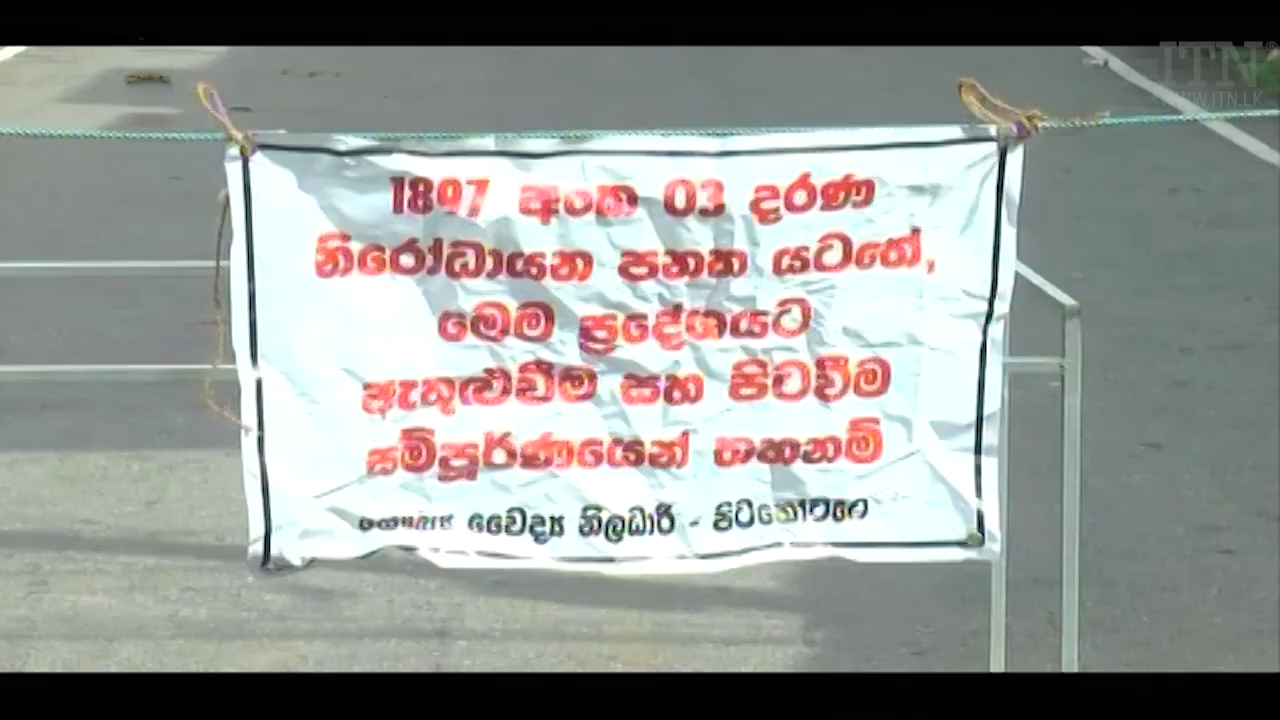 ITN
WWW.ITN.LK
1897 අංක 03 දරණ
නිරෝධායන පනත යටතේ,
මෙම ප්‍රදේශයට
ඇතුළුවීම සහ පිටවීම
සම්පූර්ණයෙන් තහනම්
සෞඛ්‍ය වෛද්‍ය නිලධාරී - පිටකෝට්ටේ